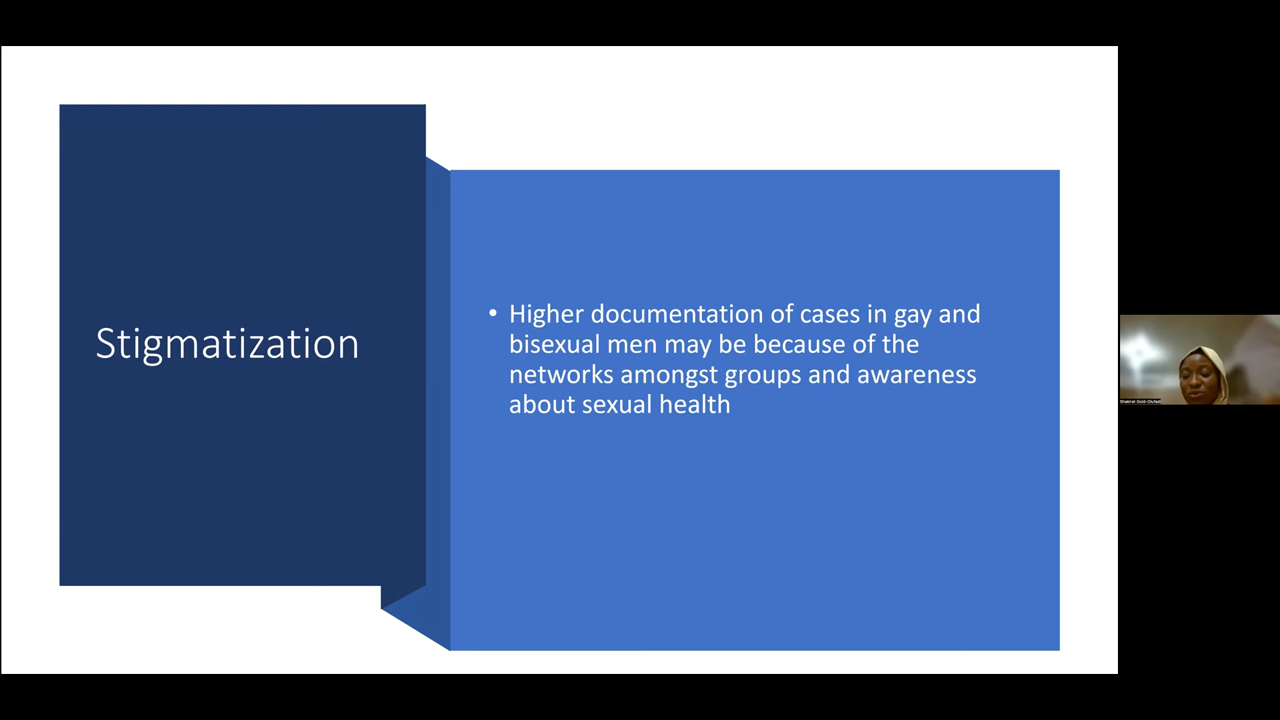 Stigmatization
• Higher documentation of cases in gay and
bisexual men may be because of the
networks amongst groups and awareness
about sexual health